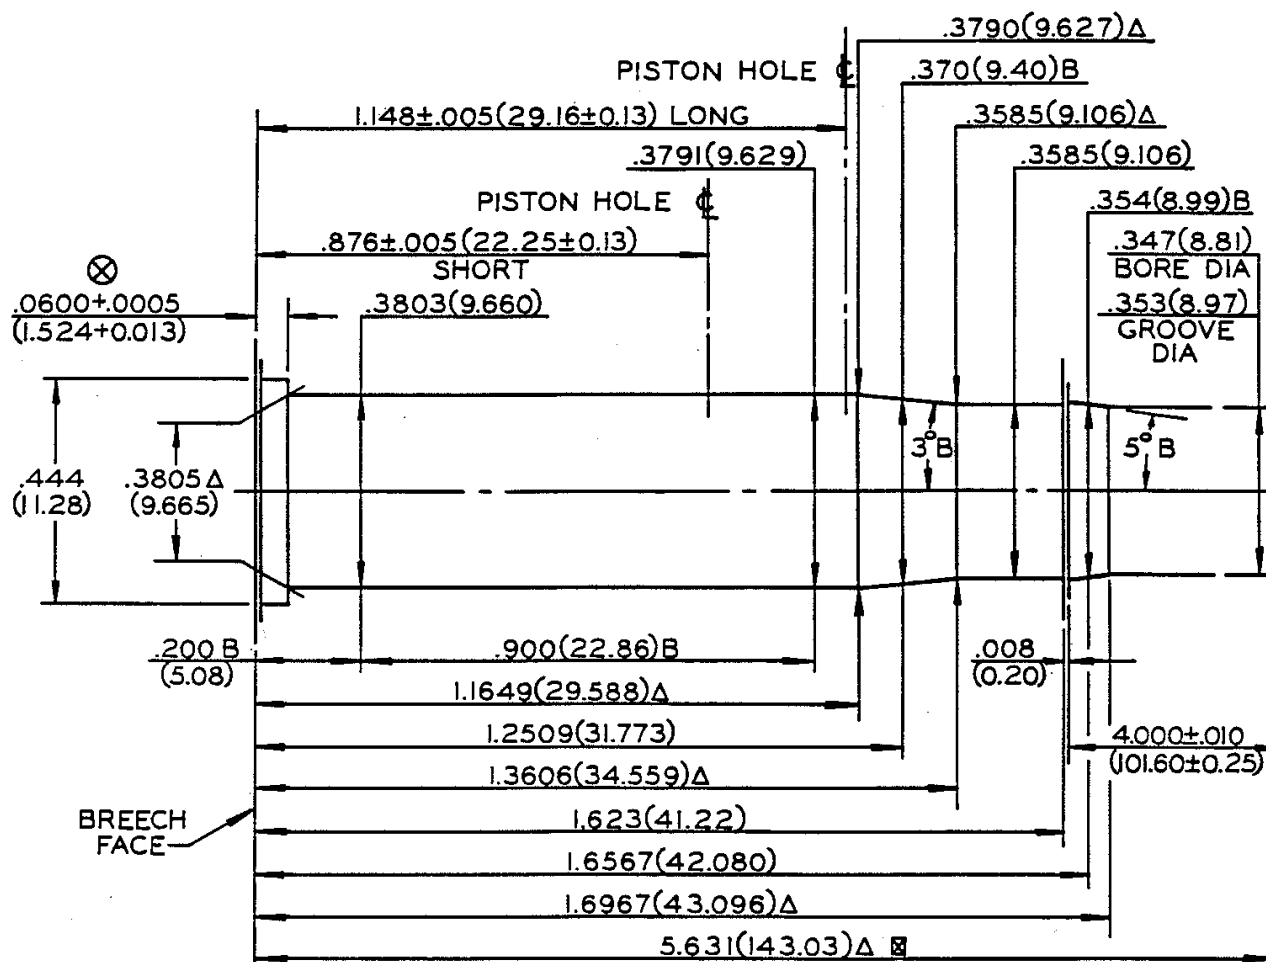 .3790(9.627)Δ
PISTON HOLE ℄
.370(9.40)B
1.148±.005(29.16±0.13) LONG
.3585(9.106)Δ
.3791(9.629)
.3585(9.106)
PISTON HOLE ℄
.354(8.99)B
.876±.005(22.25±0.13)
SHORT
.347(8.81)
BORE DIA
⊗
.0600+.0005
(1.524+0.013)
.3803(9.660)
.353(8.97)
GROOVE
DIA
3°B
5°B
.444
(11.28)
.3805Δ
(9.665)
.200 B
(5.08)
.900(22.86)B
.008
(0.20)
1.1649(29.588)Δ
1.2509(31.773)
4.000±.010
(101.60±0.25)
1.3606(34.559)Δ
BREECH
FACE
1.623(41.22)
1.6567(42.080)
1.6967(43.096)Δ
5.631(143.03)Δ ⊠